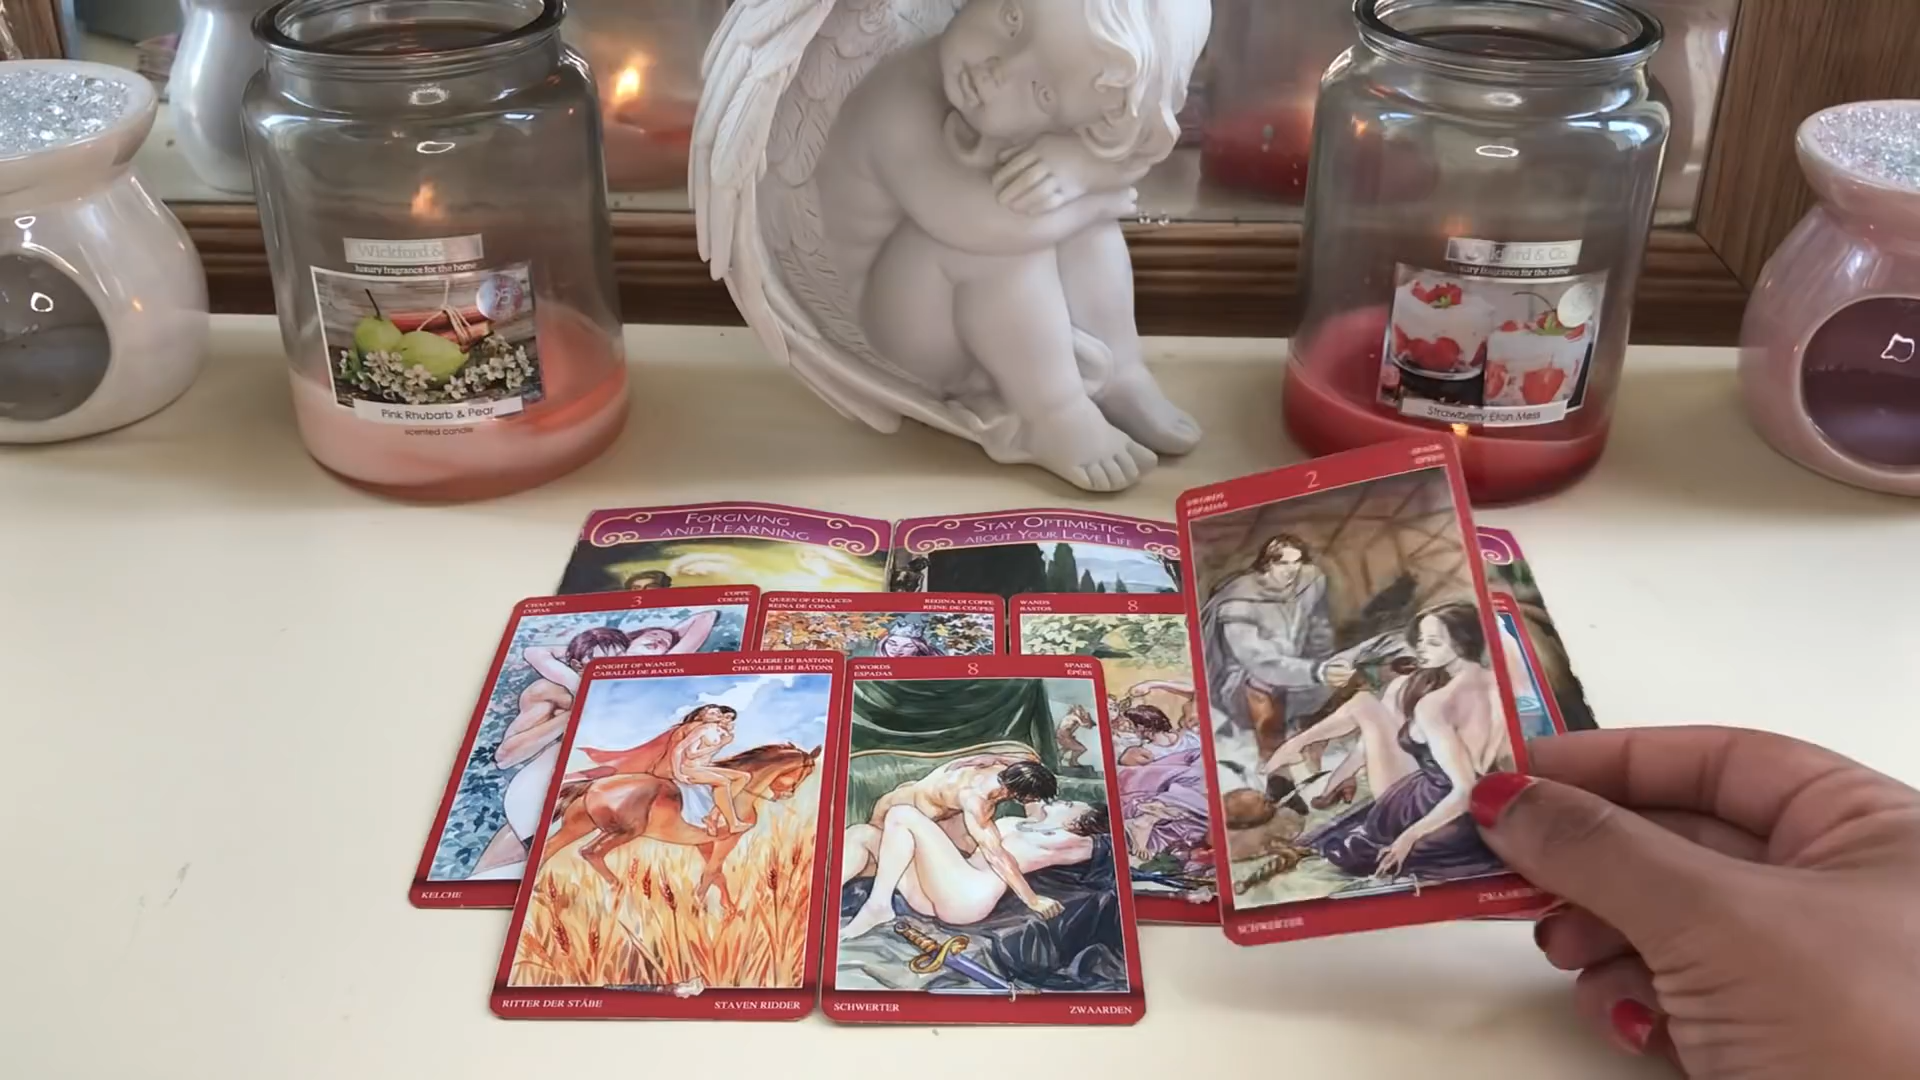 Wickford &
luxury fragrance for the home
Pink Rhubarb & Pear
scented candle
ford & Co.
luxury fragrance for the home
Strawberry Eton Mess
FORGIVING
AND LEARNING
STAY OPTIMISTIC
ABOUT YOUR LOVE LIFE
CHALICES
COPAS
3
COPPE
COUPES
KELCHE
QUEEN OF CHALICES
REINA DE COPAS
REGINA DI COPPE
REINE DE COUPES
WANDS
BASTOS
8
SWORDS
ESPADAS
2
SPADE
ÉPÉES
SCHWERTER
KNIGHT OF WANDS
CABALLO DE BASTOS
CAVALIERE DI BASTONI
CHEVALIER DE BÂTONS
RITTER DER STÄBE
STAVEN RIDDER
SWORDS
ESPADAS
8
SPADE
ÉPÉES
SCHWERTER
ZWAARDEN